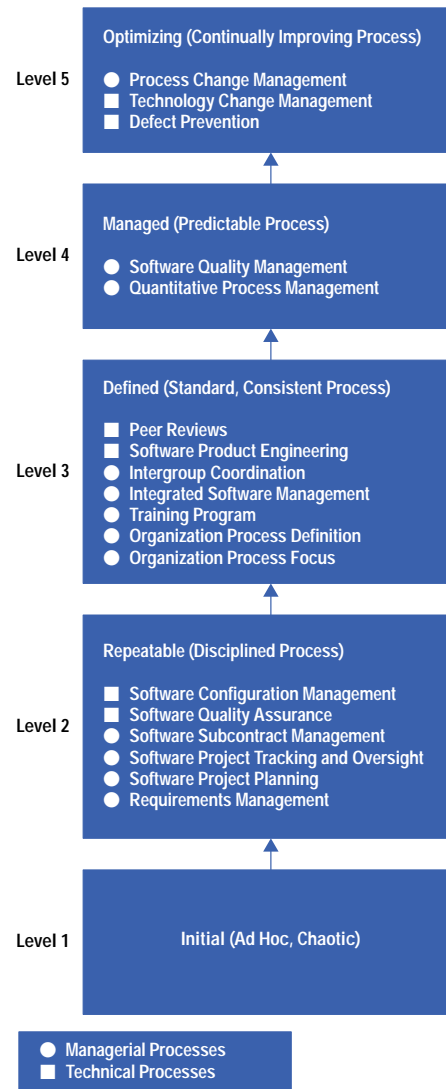 Optimizing (Continually Improving Process)
Level 5
Process Change Management
Technology Change Management
Defect Prevention
Managed (Predictable Process)
Level 4
Software Quality Management
Quantitative Process Management
Defined (Standard, Consistent Process)
Peer Reviews
Software Product Engineering
Level 3
Intergroup Coordination
Integrated Software Management
Training Program
Organization Process Definition
Organization Process Focus
Repeatable (Disciplined Process)
Software Configuration Management
Level 2
Software Quality Assurance
Software Subcontract Management
Software Project Tracking and Oversight
Software Project Planning
Requirements Management
Level 1
Initial (Ad Hoc, Chaotic)
Managerial Processes
Technical Processes